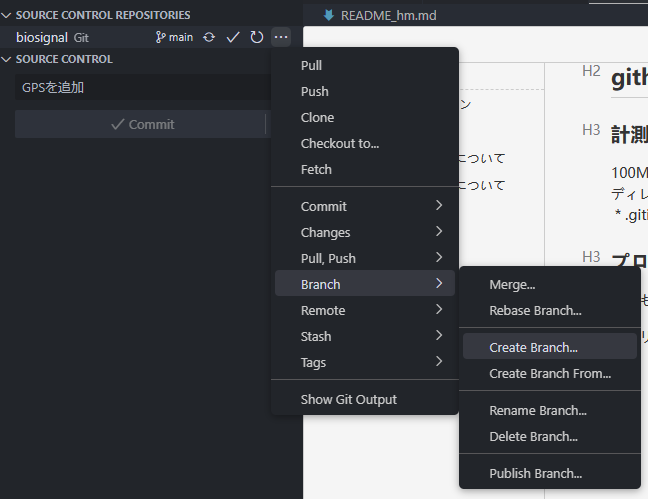 SOURCE CONTROL REPOSITORIES
biosignal Git main
SOURCE CONTROL
GPSを追加
Commit
README_hm.md
Pull
Push
Clone
Checkout to...
Fetch
Commit
Changes
Pull, Push
Branch
Remote
Stash
Tags
Show Git Output
Merge...
Rebase Branch...
Create Branch...
Create Branch From...
Rename Branch...
Delete Branch...
Publish Branch...
ン
について
について
H2 gith
H3 計測
100M
ディレ
* .giti
H3 プロ